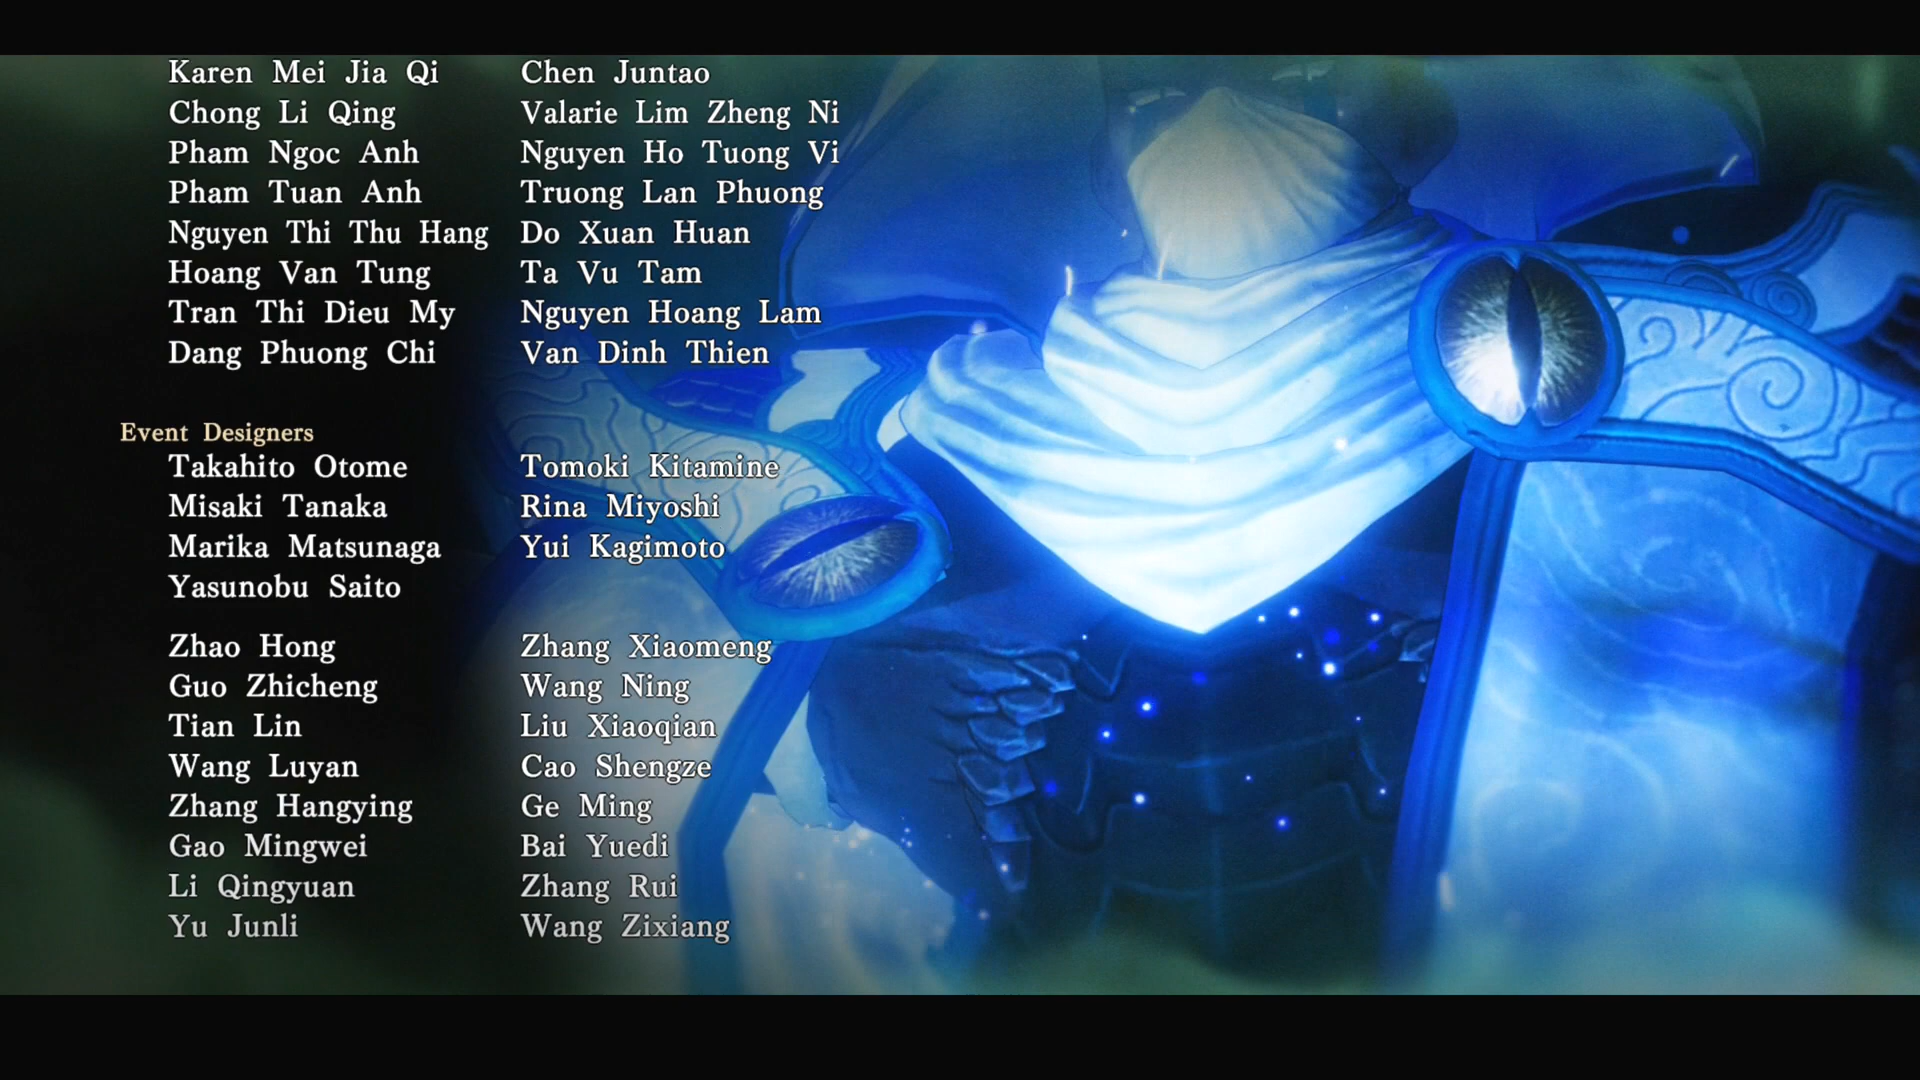 Karen Mei Jia Qi Chen Juntao
Chong Li Qing Valarie Lim Zheng Ni
Pham Ngoc Anh Nguyen Ho Tuong Vi
Pham Tuan Anh Truong Lan Phuong
Nguyen Thi Thu Hang Do Xuan Huan
Hoang Van Tung Ta Vu Tam
Tran Thi Dieu My Nguyen Hoang Lam
Dang Phuong Chi Van Dinh Thien
Event Designers
Takahito Otome Tomoki Kitamine
Misaki Tanaka Rina Miyoshi
Marika Matsunaga Yui Kagimoto
Yasunobu Saito
Zhao Hong Zhang Xiaomeng
Guo Zhicheng Wang Ning
Tian Lin Liu Xiaoqian
Wang Luyan Cao Shengze
Zhang Hangying Ge Ming
Gao Mingwei Bai Yuedi
Li Qingyuan Zhang Rui
Yu Junli Wang Zixiang